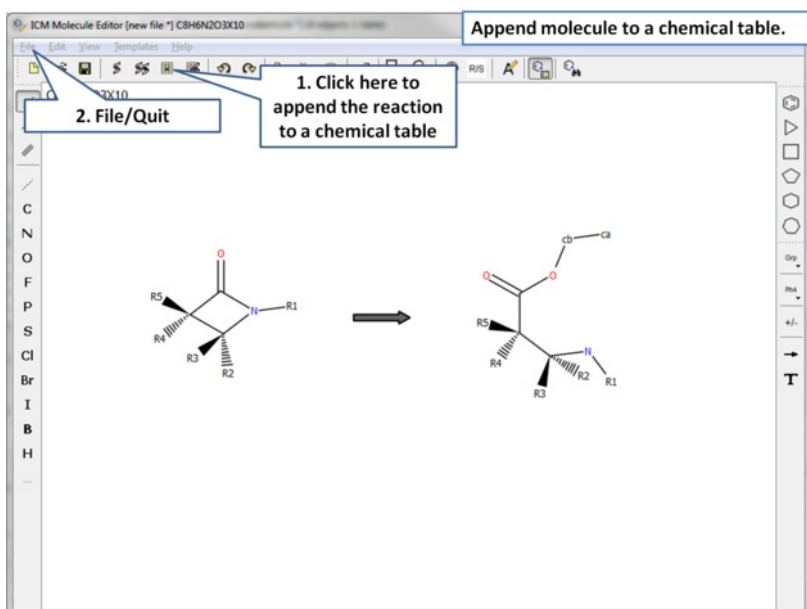 ICM Molecule Editor [new file *] C8H6N2O3X10
Append molecule to a chemical table.
File Edit View Templates Help
R/S
3X10
1. Click here to
append the reaction
to a chemical table
2. File/Quit
C
N
O
F
P
S
Cl
Br
I
B
H
...
Grp
Ph4
+/-
T
O
R5
N
R1
R4
R3
R2
cb
ca
O
O
R5
R4
N
R2
R3
R1